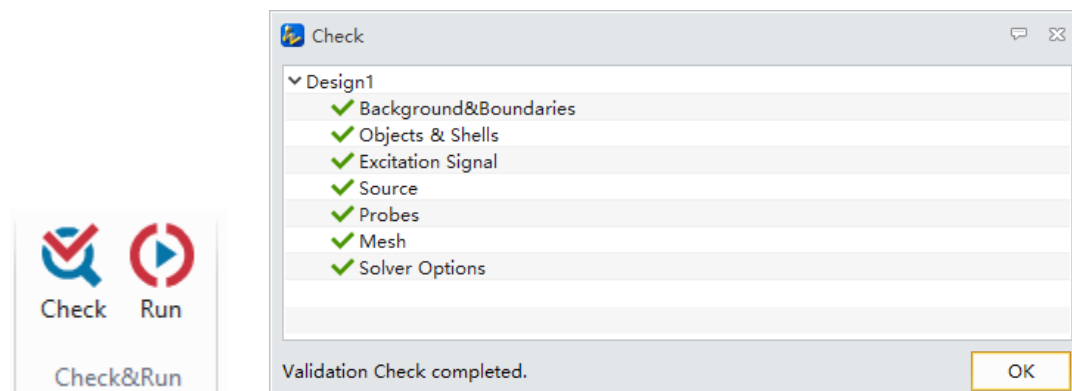 Check
Design1
Background&Boundaries
Objects & Shells
Excitation Signal
Source
Probes
Mesh
Solver Options
Validation Check completed.
OK
Check Run
Check&Run